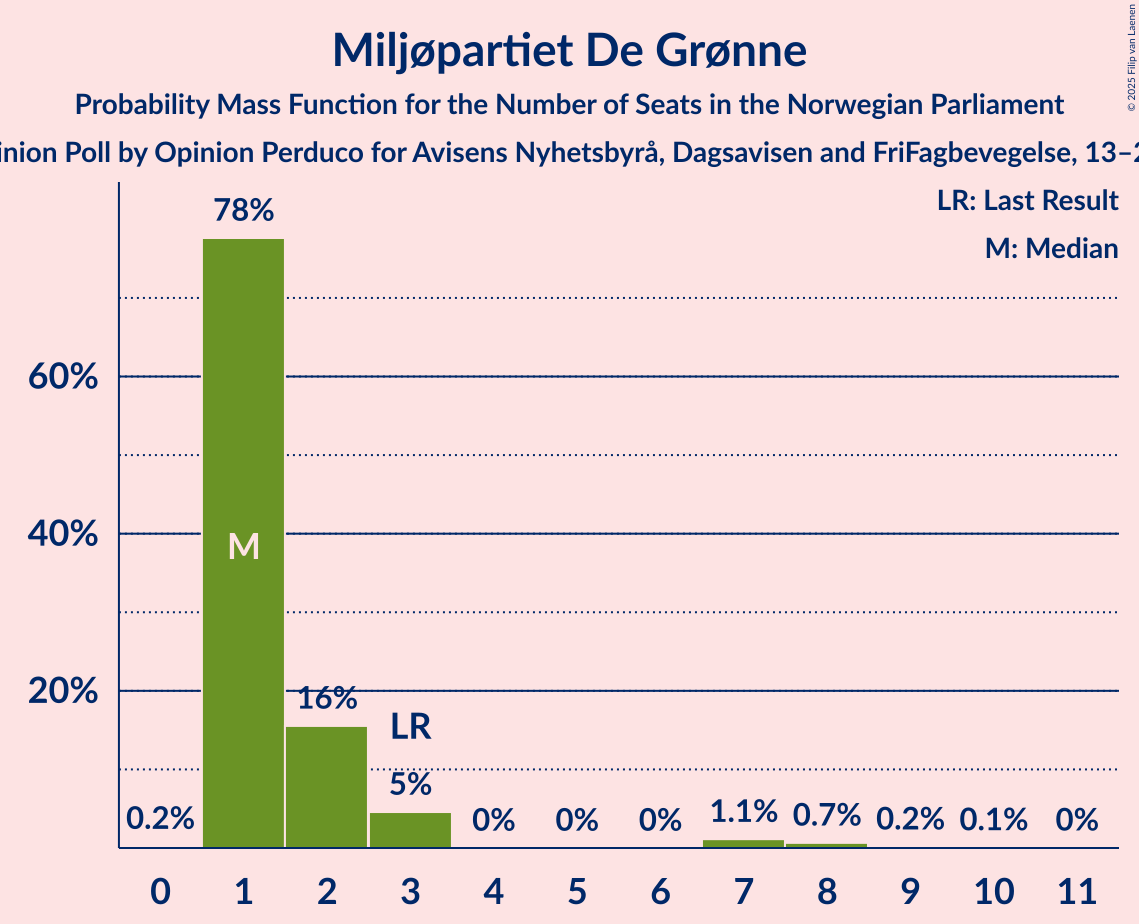 Miljøpartiet De Grønne
Probability Mass Function for the Number of Seats in the Norwegian Parliament
Poll by Opinion Perduco for Avisens Nyhetsbyrå, Dagsavisen and FriFagbevegelse,
© 2025 Filip van Laenen
LR: Last Result
M: Median
78%
60%
40%
M
20%
16%
LR
5%
0.2%
0%
0%
0%
1.1%
0.7%
0.2%
0.1%
0%
0 1 2 3 4 5 6 7 8 9 10 11